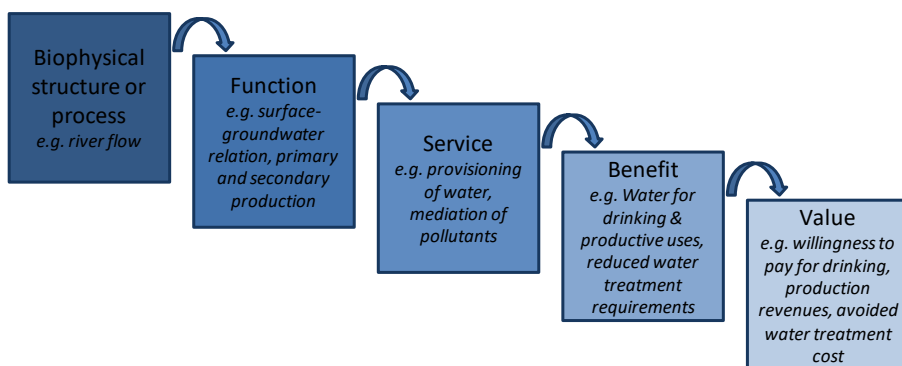 Biophysical
structure or
process
e.g. river flow
Function
e.g. surface-
groundwater
relation, primary
and secondary
production
Service
e.g. provisioning
of water,
mediation of
pollutants
Benefit
e.g. Water for
drinking &
productive uses,
reduced water
treatment
requirements
Value
e.g. willingness to
pay for drinking,
production
revenues, avoided
water treatment
cost